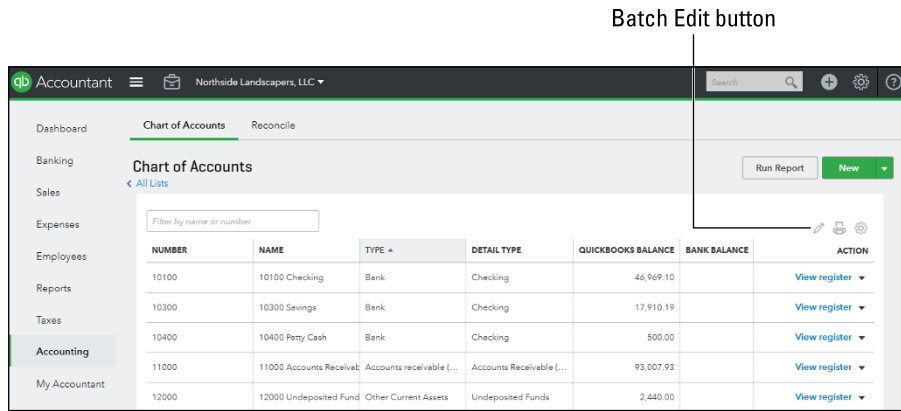 Batch Edit button
qb Accountant Northside Landscapers, LLC Search ?
Dashboard
Banking
Sales
Expenses
Employees
Reports
Taxes
Accounting
My Accountant
Chart of Accounts Reconcile
Chart of Accounts
All Lists
Run Report New
Filter by name or number
NUMBER NAME TYPE DETAIL TYPE QUICKBOOKS BALANCE BANK BALANCE ACTION
10100 10100 Checking Bank Checking 46,969.10 View register
10300 10300 Savings Bank Checking 17,910.19 View register
10400 10400 Petty Cash Bank Checking 500.00 View register
11000 11000 Accounts Receivab Accounts receivable (... Accounts Receivable (... 93,007.93 View register
12000 12000 Undeposited Fund Other Current Assets Undeposited Funds 2,440.00 View register